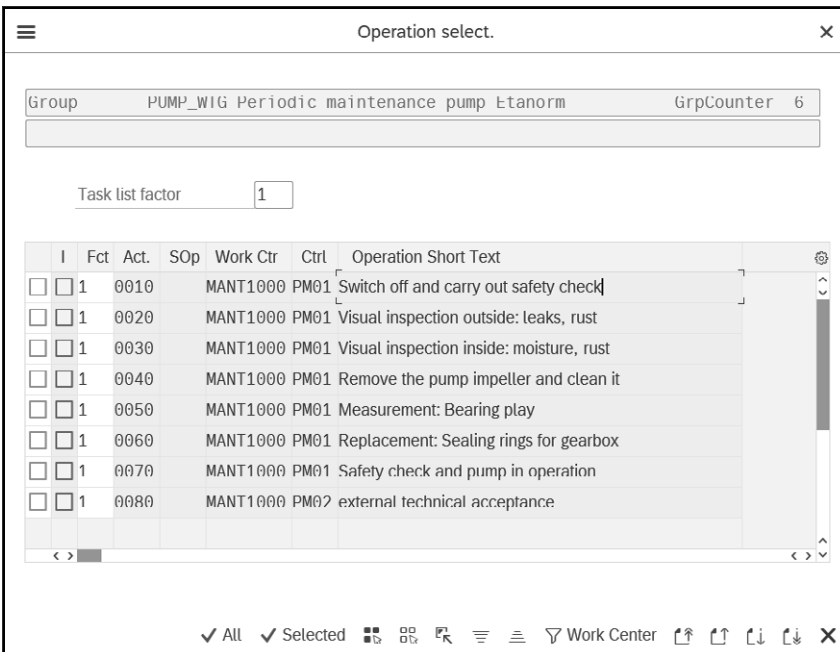 Operation select.
Group PUMP_WIG Periodic maintenance pump Etanorm GrpCounter 6
Task list factor 1
I Fct Act. SOp Work Ctr Ctrl Operation Short Text
1 0010 MANT1000 PM01 Switch off and carry out safety check
1 0020 MANT1000 PM01 Visual inspection outside: leaks, rust
1 0030 MANT1000 PM01 Visual inspection inside: moisture, rust
1 0040 MANT1000 PM01 Remove the pump impeller and clean it
1 0050 MANT1000 PM01 Measurement: Bearing play
1 0060 MANT1000 PM01 Replacement: Sealing rings for gearbox
1 0070 MANT1000 PM01 Safety check and pump in operation
1 0080 MANT1000 PM02 external technical acceptance
All Selected Work Center